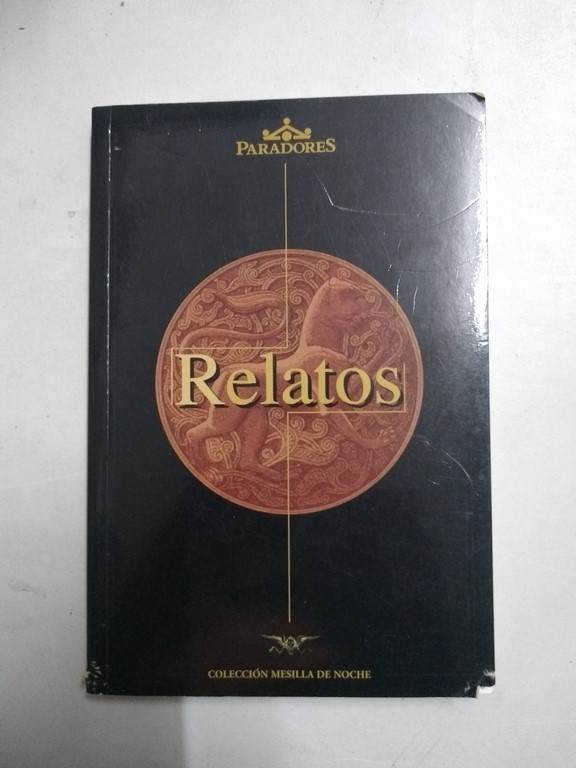 PARADORES
Relatos
COLECCIÓN MESILLA DE NOCHE